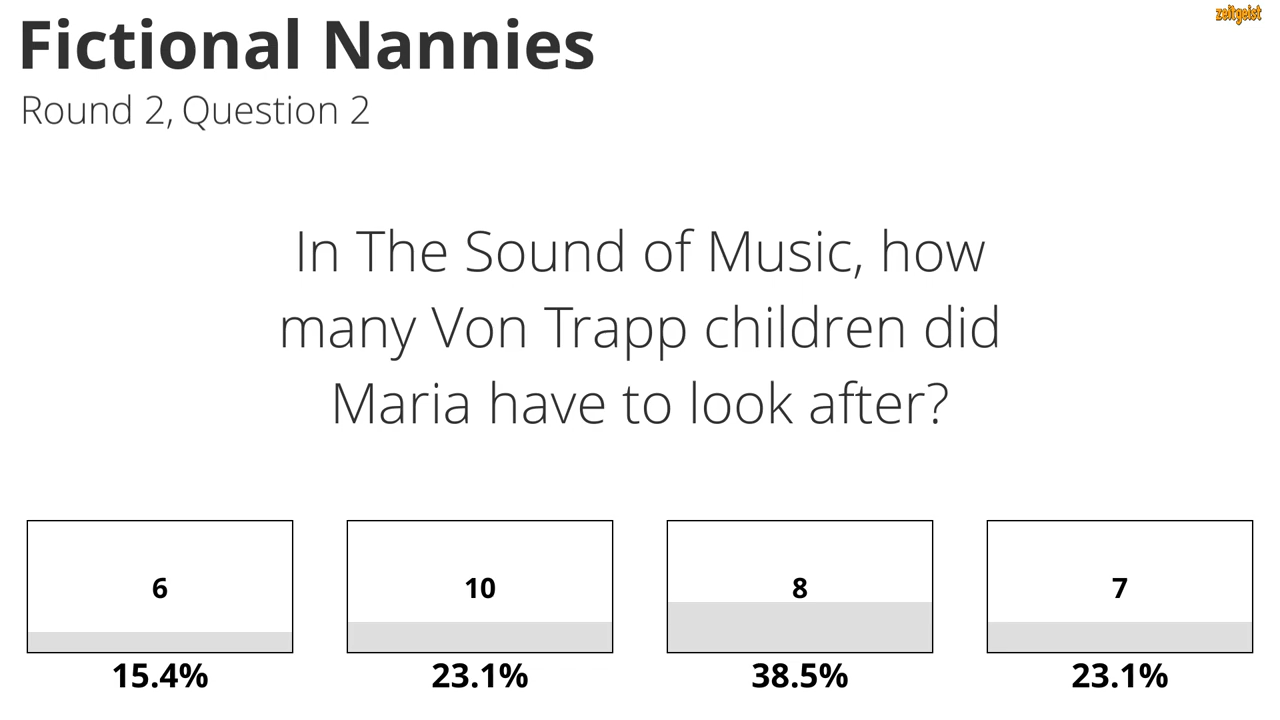 zeitgeist
Fictional Nannies
Round 2, Question 2
In The Sound of Music, how
many Von Trapp children did
Maria have to look after?
6
10
8
7
15.4%
23.1%
38.5%
23.1%